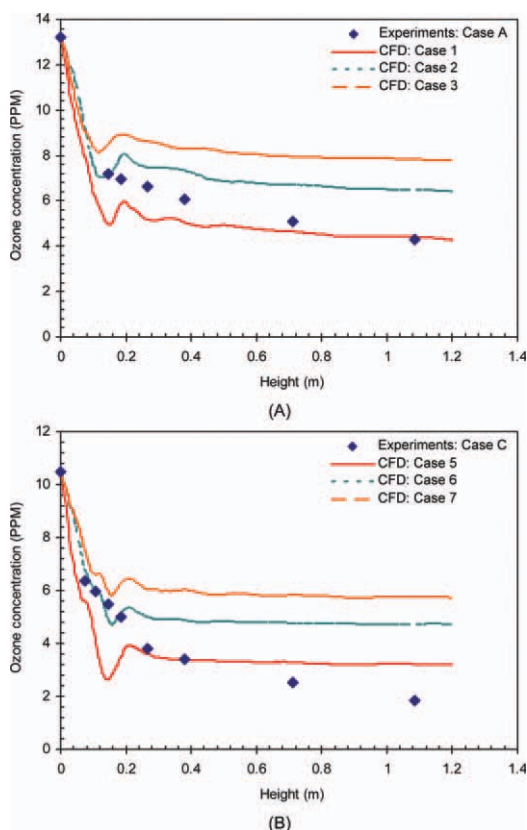 14
12
10
8
6
4
2
0
Ozone concentration (PPM)
Experiments: Case A
CFD: Case 1
CFD: Case 2
CFD: Case 3
0 0.2 0.4 0.6 0.8 1 1.2 1.4
Height (m)
(A)
12
10
8
6
4
2
0
Ozone concentration (PPM)
Experiments: Case C
CFD: Case 5
CFD: Case 6
CFD: Case 7
0 0.2 0.4 0.6 0.8 1 1.2 1.4
Height (m)
(B)